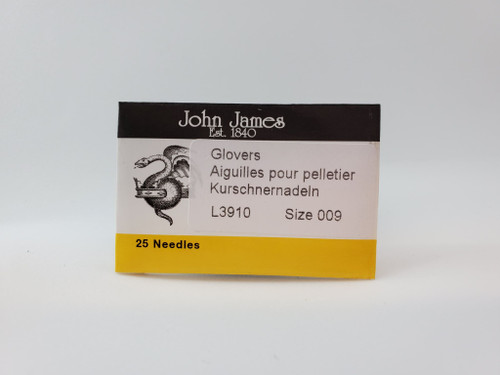 John James
Est. 1840
Glovers
Aiguilles pour pelletier
Kurschnernadeln
L3910 Size 009
25 Needles